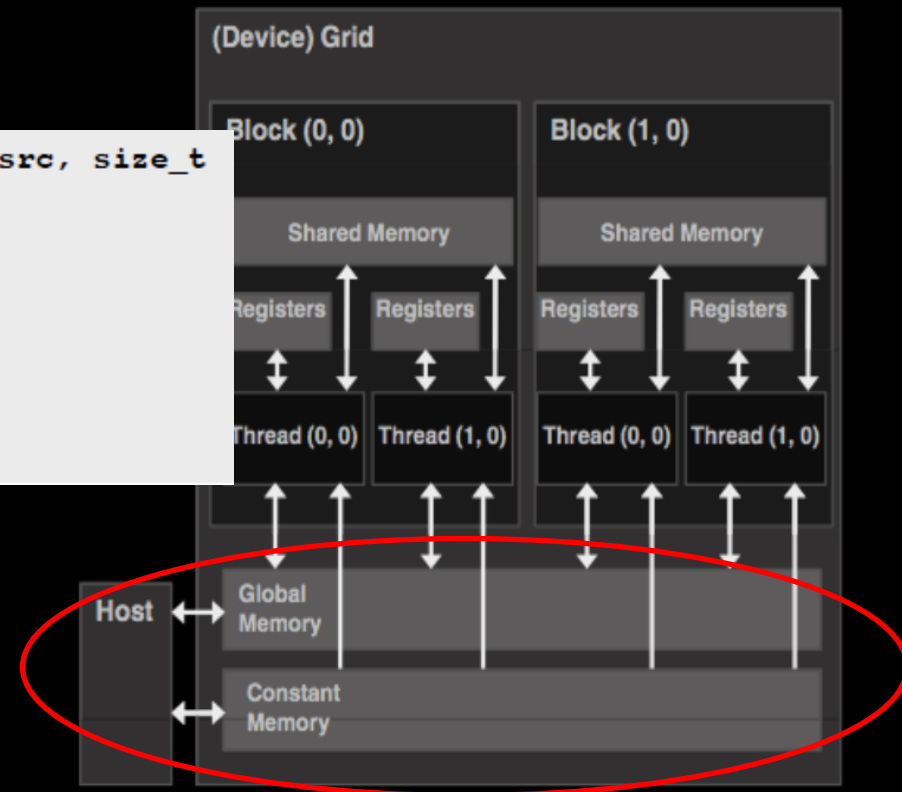 (Device) Grid
src, size_t
Block (0, 0)
Block (1, 0)
Shared Memory
Shared Memory
Registers
Registers
Registers
Registers
Thread (0, 0)
Thread (1, 0)
Thread (0, 0)
Thread (1, 0)
Host
Global
Memory
Constant
Memory